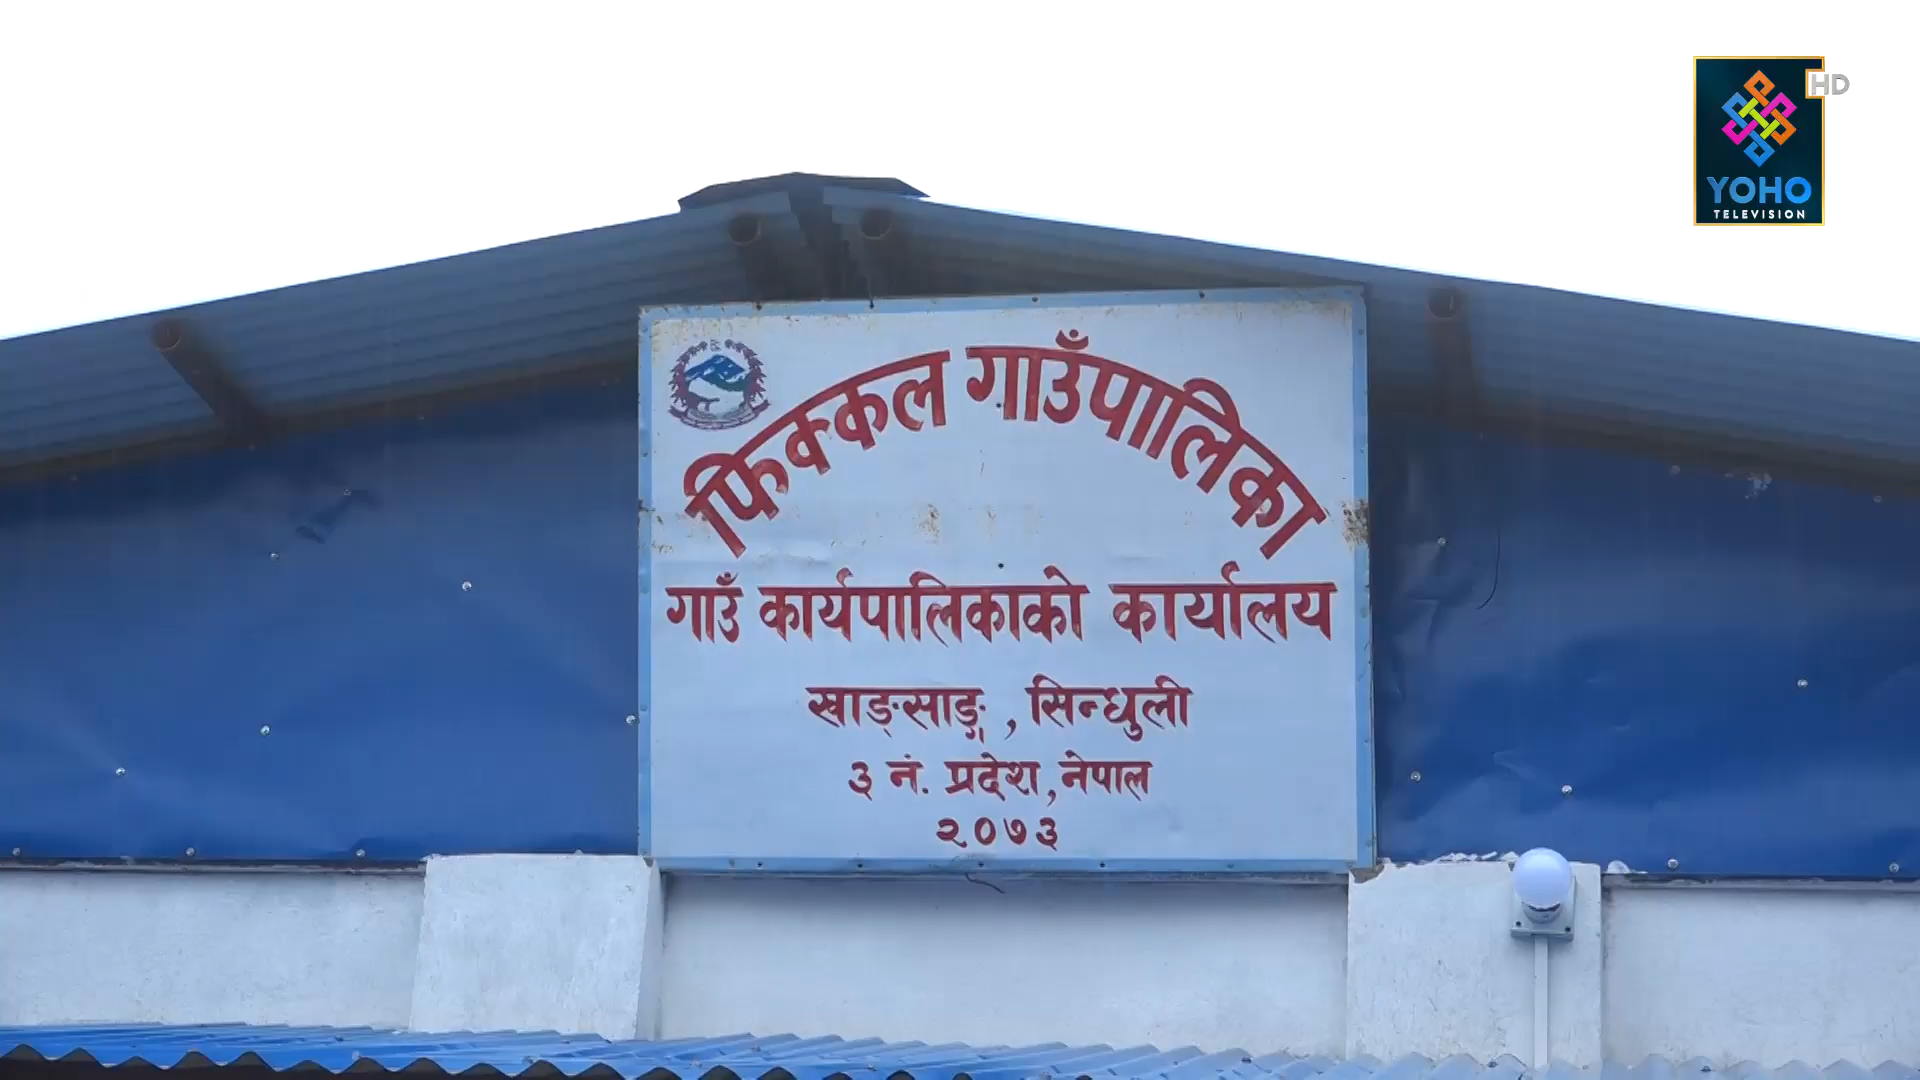 फिक्कल गाउँपालिका
गाउँ कार्यपालिकाको कार्यालय
खाङ्साङ्ग, सिन्धुली
३ नं. प्रदेश, नेपाल
२०७३
HD
YOHO
TELEVISION